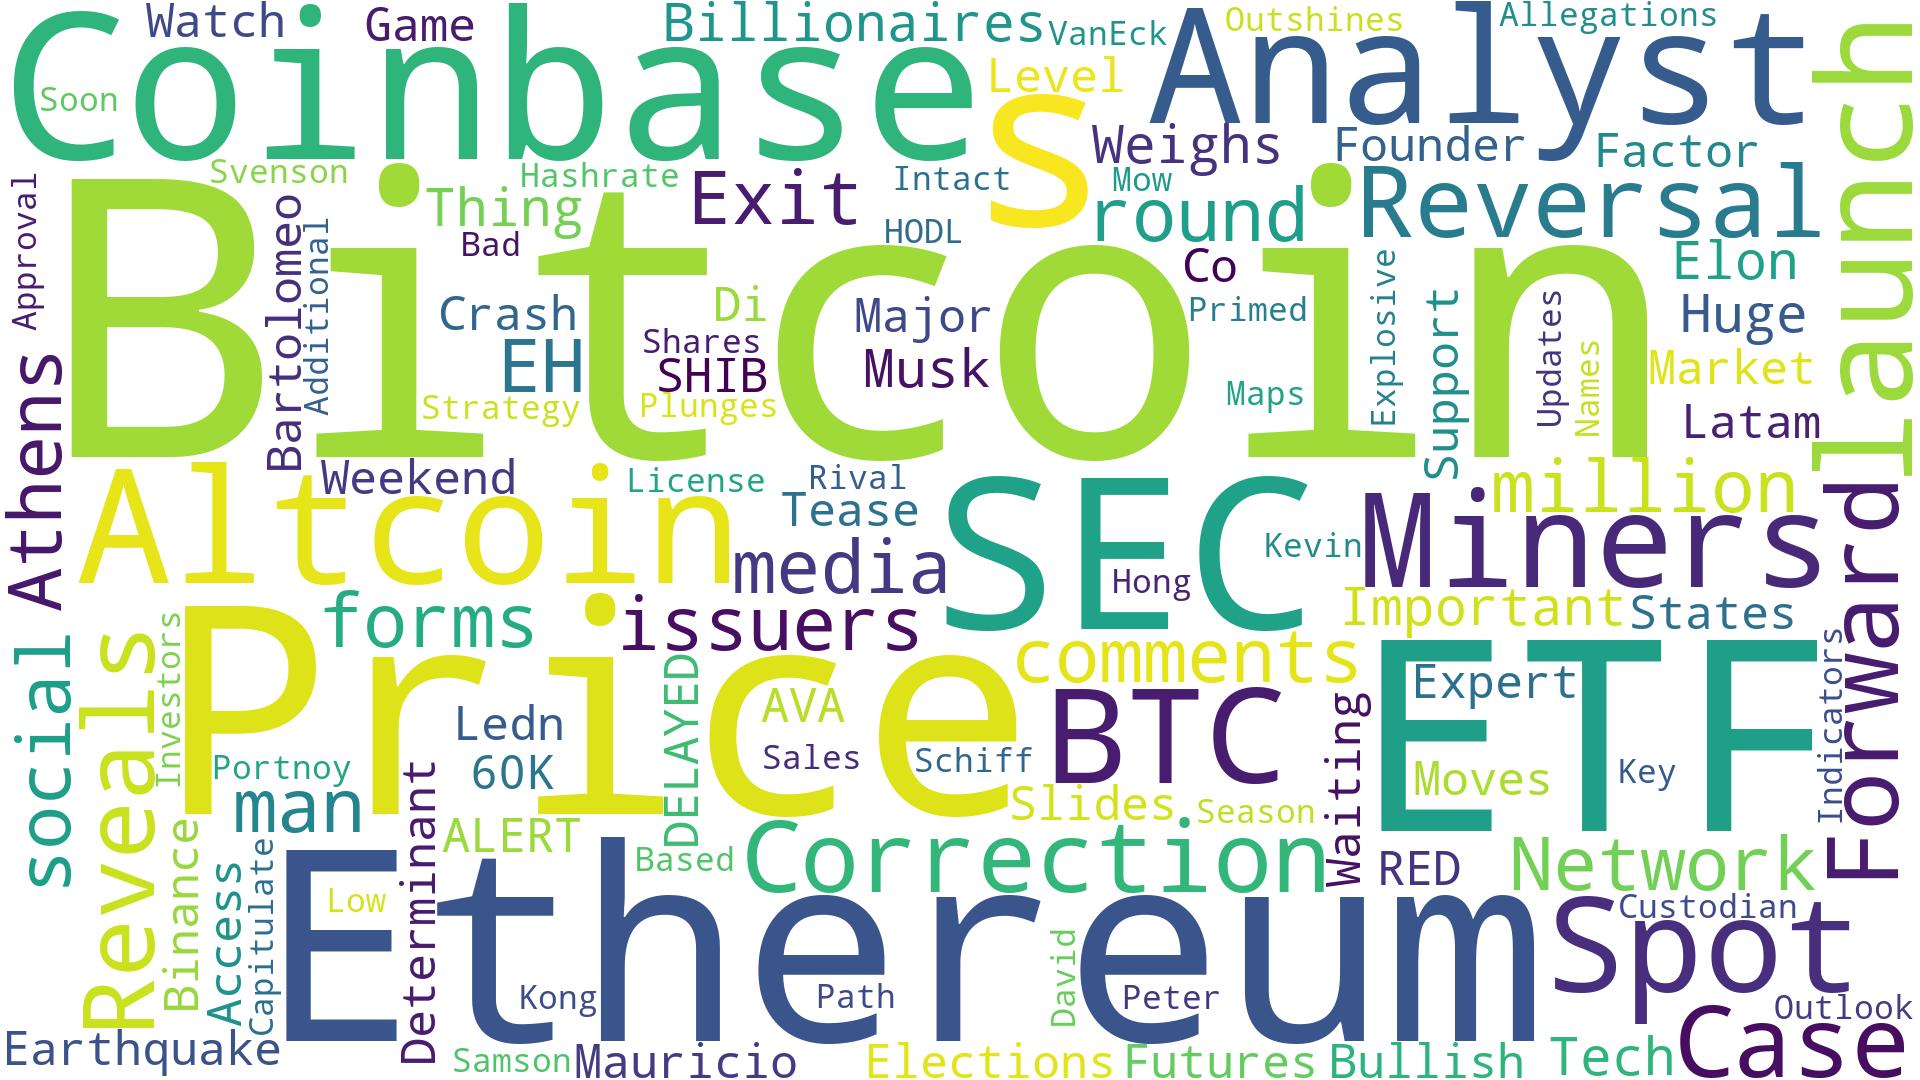 Watch
Game
Billionaires
VanEck
Outshines
Allegations
Coinbase
Soon
Level
s
Analyst
launch
Weighs
Founder
Factor
Svenson
Hashrate
Intact
Mow
Approval
Bartolomeo
Additional
Thing
Exit
round
Reversal
Bad
HODL
Bitcoin
Co
Elon
Crash
Di
Major
Primed
Explosive
Support
Updates
Names
Huge
EH
Shares
SHIB
Musk
Market
Strategy
Plunges
Maps
Latam
Athens
Altcoin
Weekend
License
Rival
Tease
SEC
Miners
million
Kevin
media
Hong
Forward
forms
issuers
Important
States
social
Reveals
Investors
Price
comments
ETF
Expert
Indicators
Ledn
DELAYED
AVA
BTC
Waiting
Portnoy
60K
Sales
Schiff
Moves
Key
man
Determinant
Slides
Season
Binance
Access
Capitulate
ALERT
Based
Correction
RED
Network
Low
Ethereum
Spot
Custodian
David
Kong
Path
Peter
Outlook
Earthquake
Samson
Mauricio
Elections
Futures
Bullish
Tech
Case